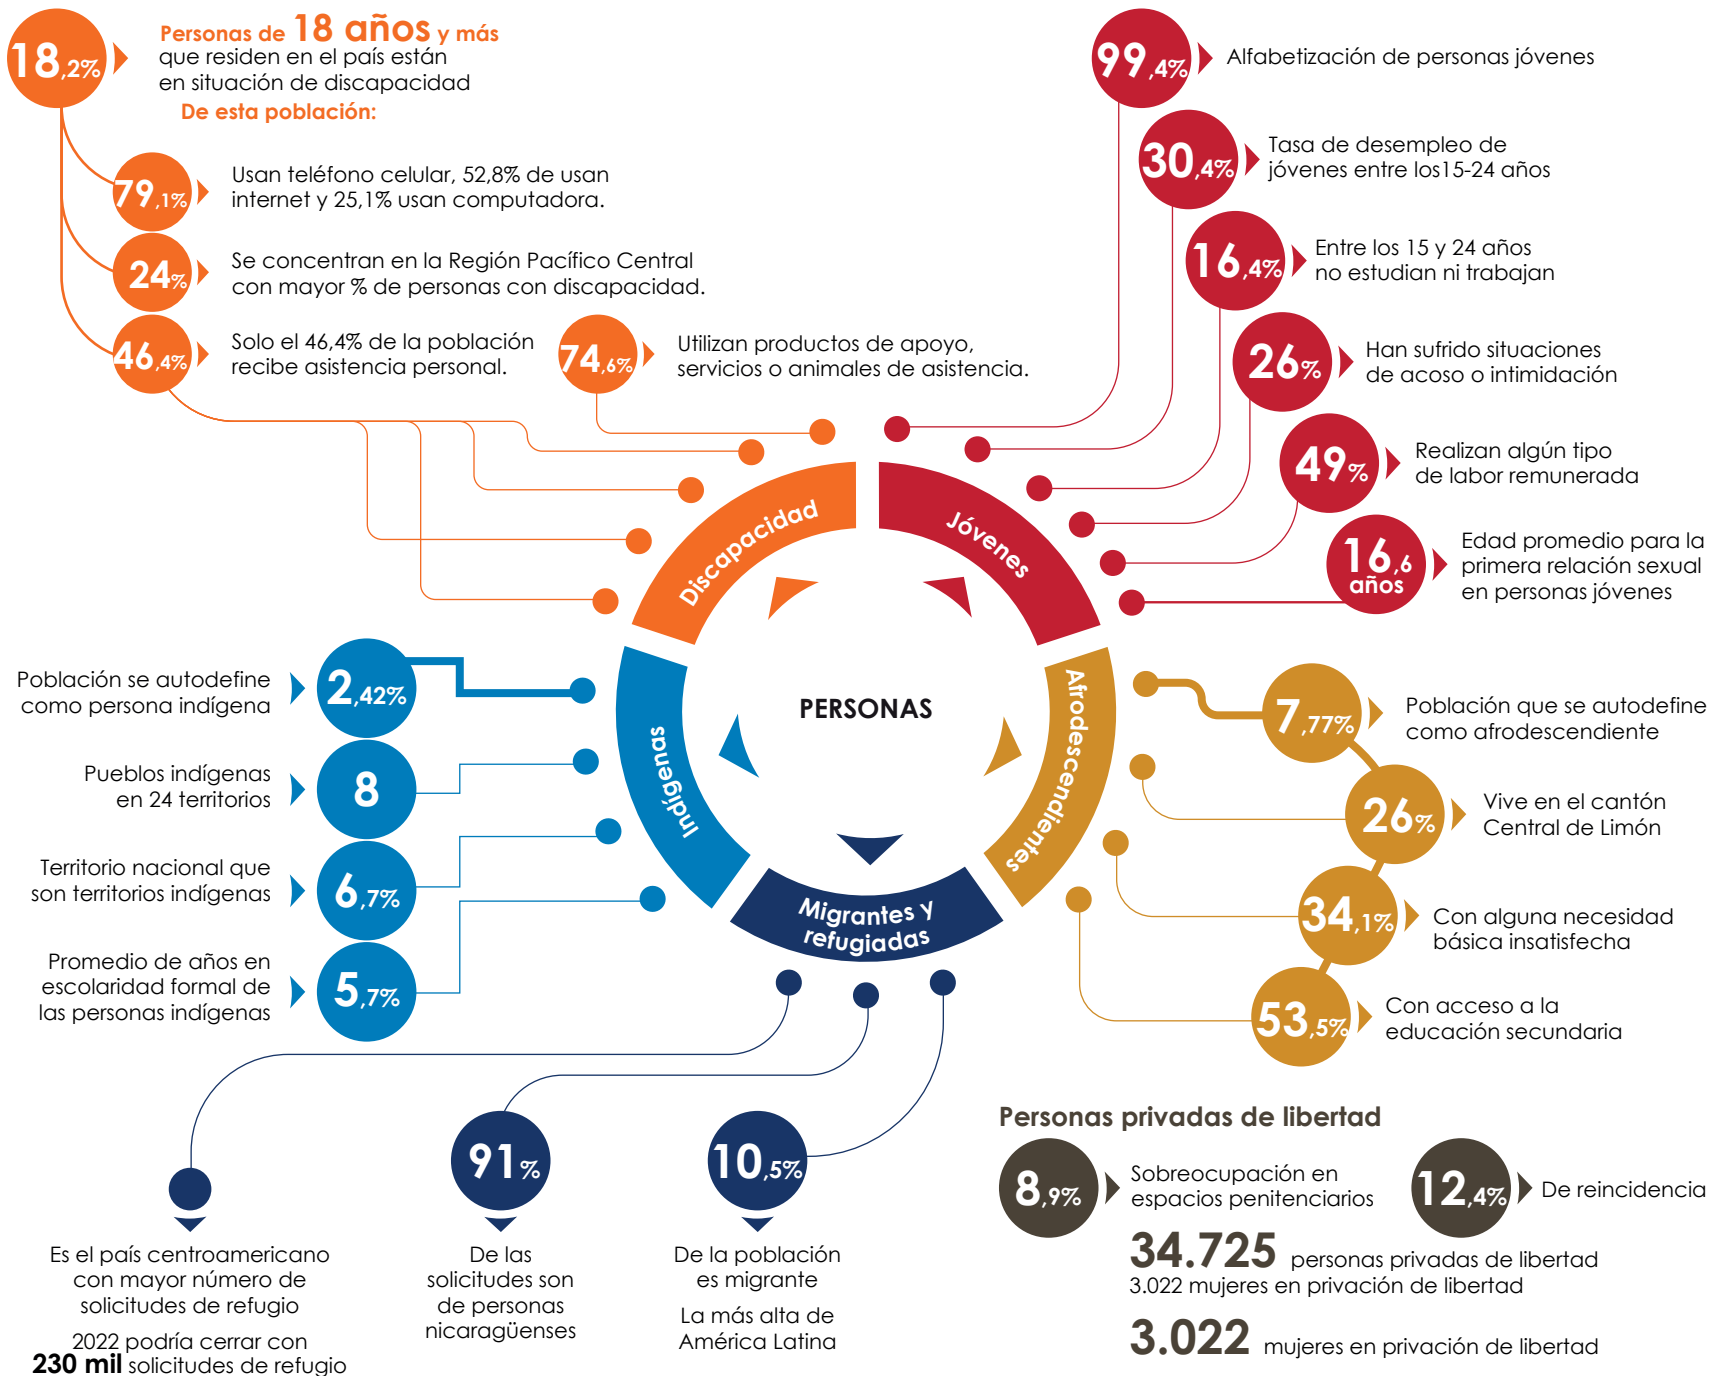 18,2%
Personas de 18 años y más
que residen en el país están
en situación de discapacidad
De esta población:
79,1%
Usan teléfono celular, 52,8% de usan
internet y 25,1% usan computadora.
24%
Se concentran en la Región Pacífico Central
con mayor % de personas con discapacidad.
46,4%
Solo el 46,4% de la población
recibe asistencia personal.
74,6%
Utilizan productos de apoyo,
servicios o animales de asistencia.
99,4%
Alfabetización de personas jóvenes
30,4%
Tasa de desempleo de
jóvenes entre los15-24 años
16,4%
Entre los 15 y 24 años
no estudian ni trabajan
26%
Han sufrido situaciones
de acoso o intimidación
49%
Realizan algún tipo
de labor remunerada
16,6
años
Edad promedio para la
primera relación sexual
en personas jóvenes
Discapacidad
Jóvenes
Indígenas
PERSONAS
Afrodescendientes
Migrantes y
refugiadas
Población se autodefine
como persona indígena
2,42%
Pueblos indígenas
en 24 territorios
8
Territorio nacional que
son territorios indígenas
6,7%
Promedio de años en
escolaridad formal de
las personas indígenas
5,7%
7,77%
Población que se autodefine
como afrodescendiente
26%
Vive en el cantón
Central de Limón
34,1%
Con alguna necesidad
básica insatisfecha
53,5%
Con acceso a la
educación secundaria
Es el país centroamericano
con mayor número de
solicitudes de refugio
2022 podría cerrar con
230 mil solicitudes de refugio
91%
De las
solicitudes son
de personas
nicaragüenses
10,5%
De la población
es migrante
La más alta de
América Latina
Personas privadas de libertad
8,9%
Sobreocupación en
espacios penitenciarios
12,4%
De reincidencia
34.725 personas privadas de libertad
3.022 mujeres en privación de libertad
3.022 mujeres en privación de libertad